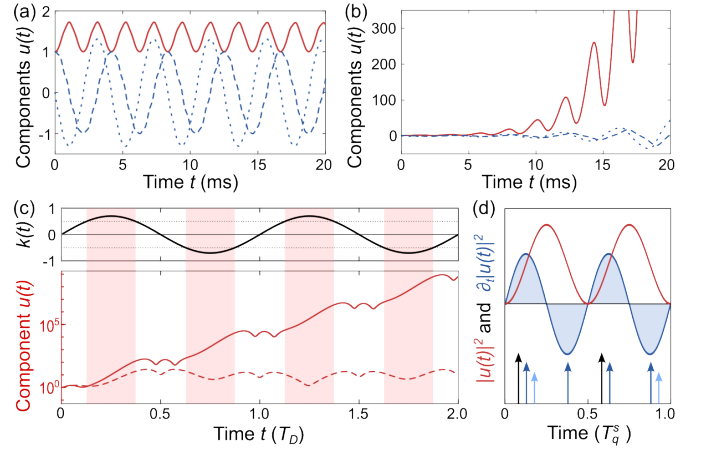 (a)
Components u(t)
2
1
0
-1
0
5
10
15
20
Time t (ms)
(b)
Components u(t)
300
200
100
0
0
5
10
15
20
Time t (ms)
(c)
k(t)
1
0
-1
Component u(t)
10^5
10^0
0
0.5
1.0
1.5
2.0
Time t (T_D)
(d)
|u(t)|^2 and ∂_t|u(t)|^2
0
0.5
1.0
Time (T_q^s)